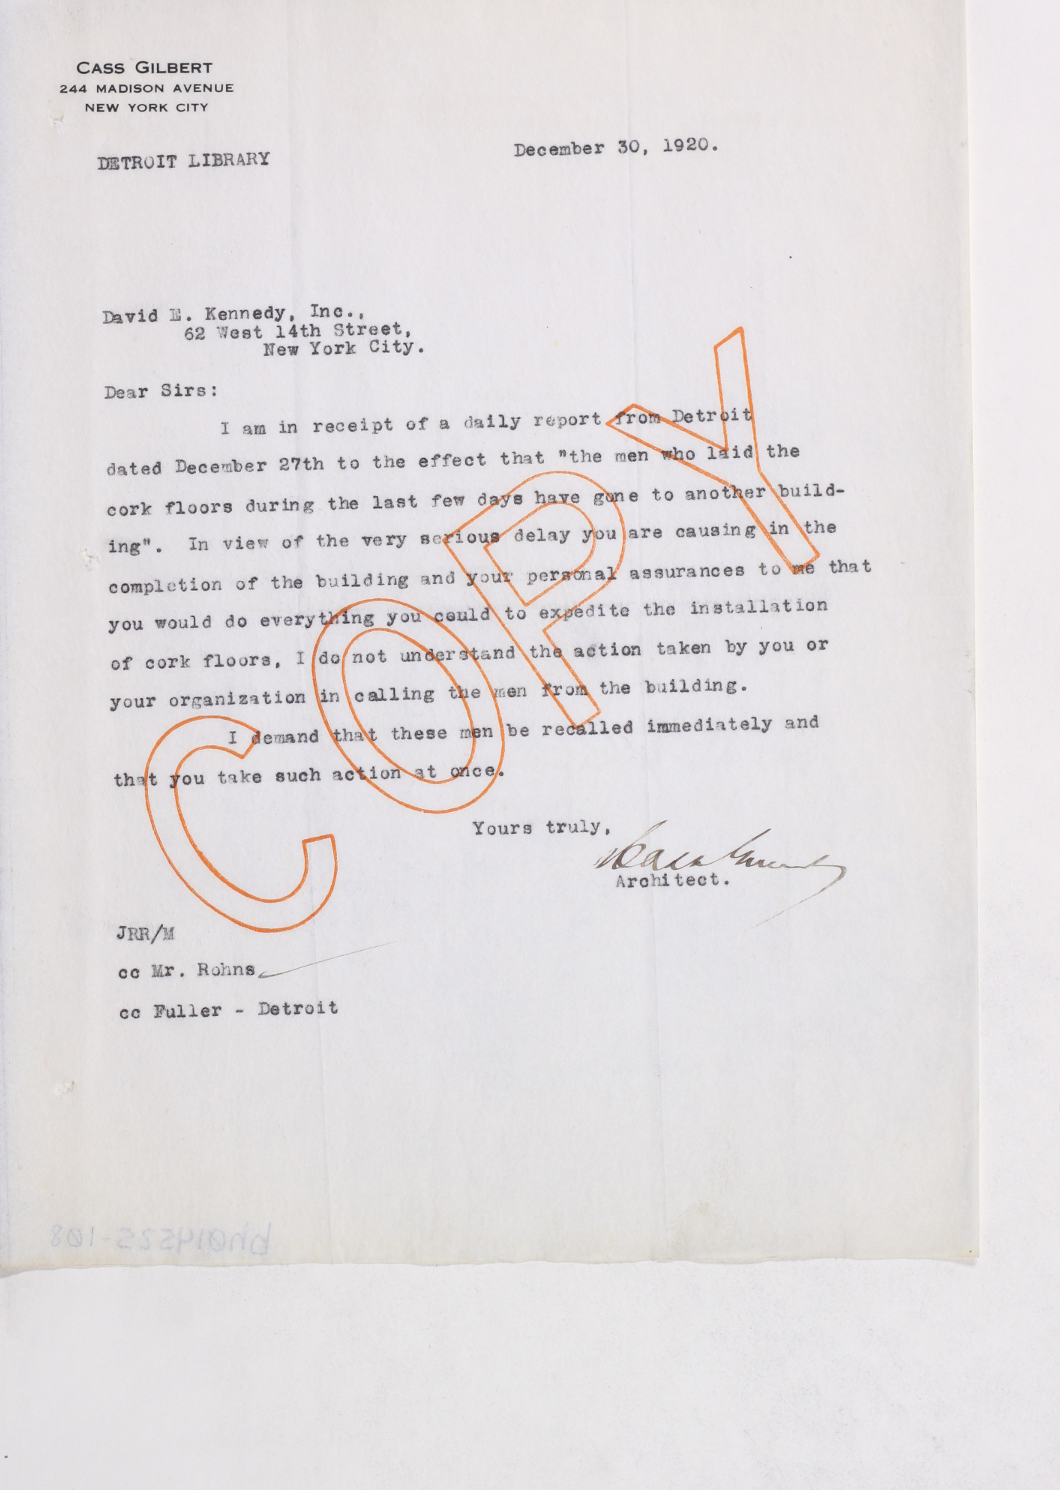 CASS GILBERT
244 MADISON AVENUE
NEW YORK CITY
DETROIT LIBRARY
December 30, 1920.
David E. Kennedy, Inc.,
62 West 14th Street,
New York City.
Dear Sirs:
I am in receipt of a daily report from Detroit
dated December 27th to the effect that "the men who laid the
cork floors during the last few days have gone to another build-
ing". In view of the very serious delay you are causing in the
completion of the building and your personal assurances to me that
you would do everything you could to expedite the installation
of cork floors, I do not understand the action taken by you or
your organization in calling the men from the building.
I demand that these men be recalled immediately and
that you take such action at once.
COPY
Yours truly,
Cass Gilbert
Architect.
JRR/M
cc Mr. Rohns
cc Fuller - Detroit
bh014525-108